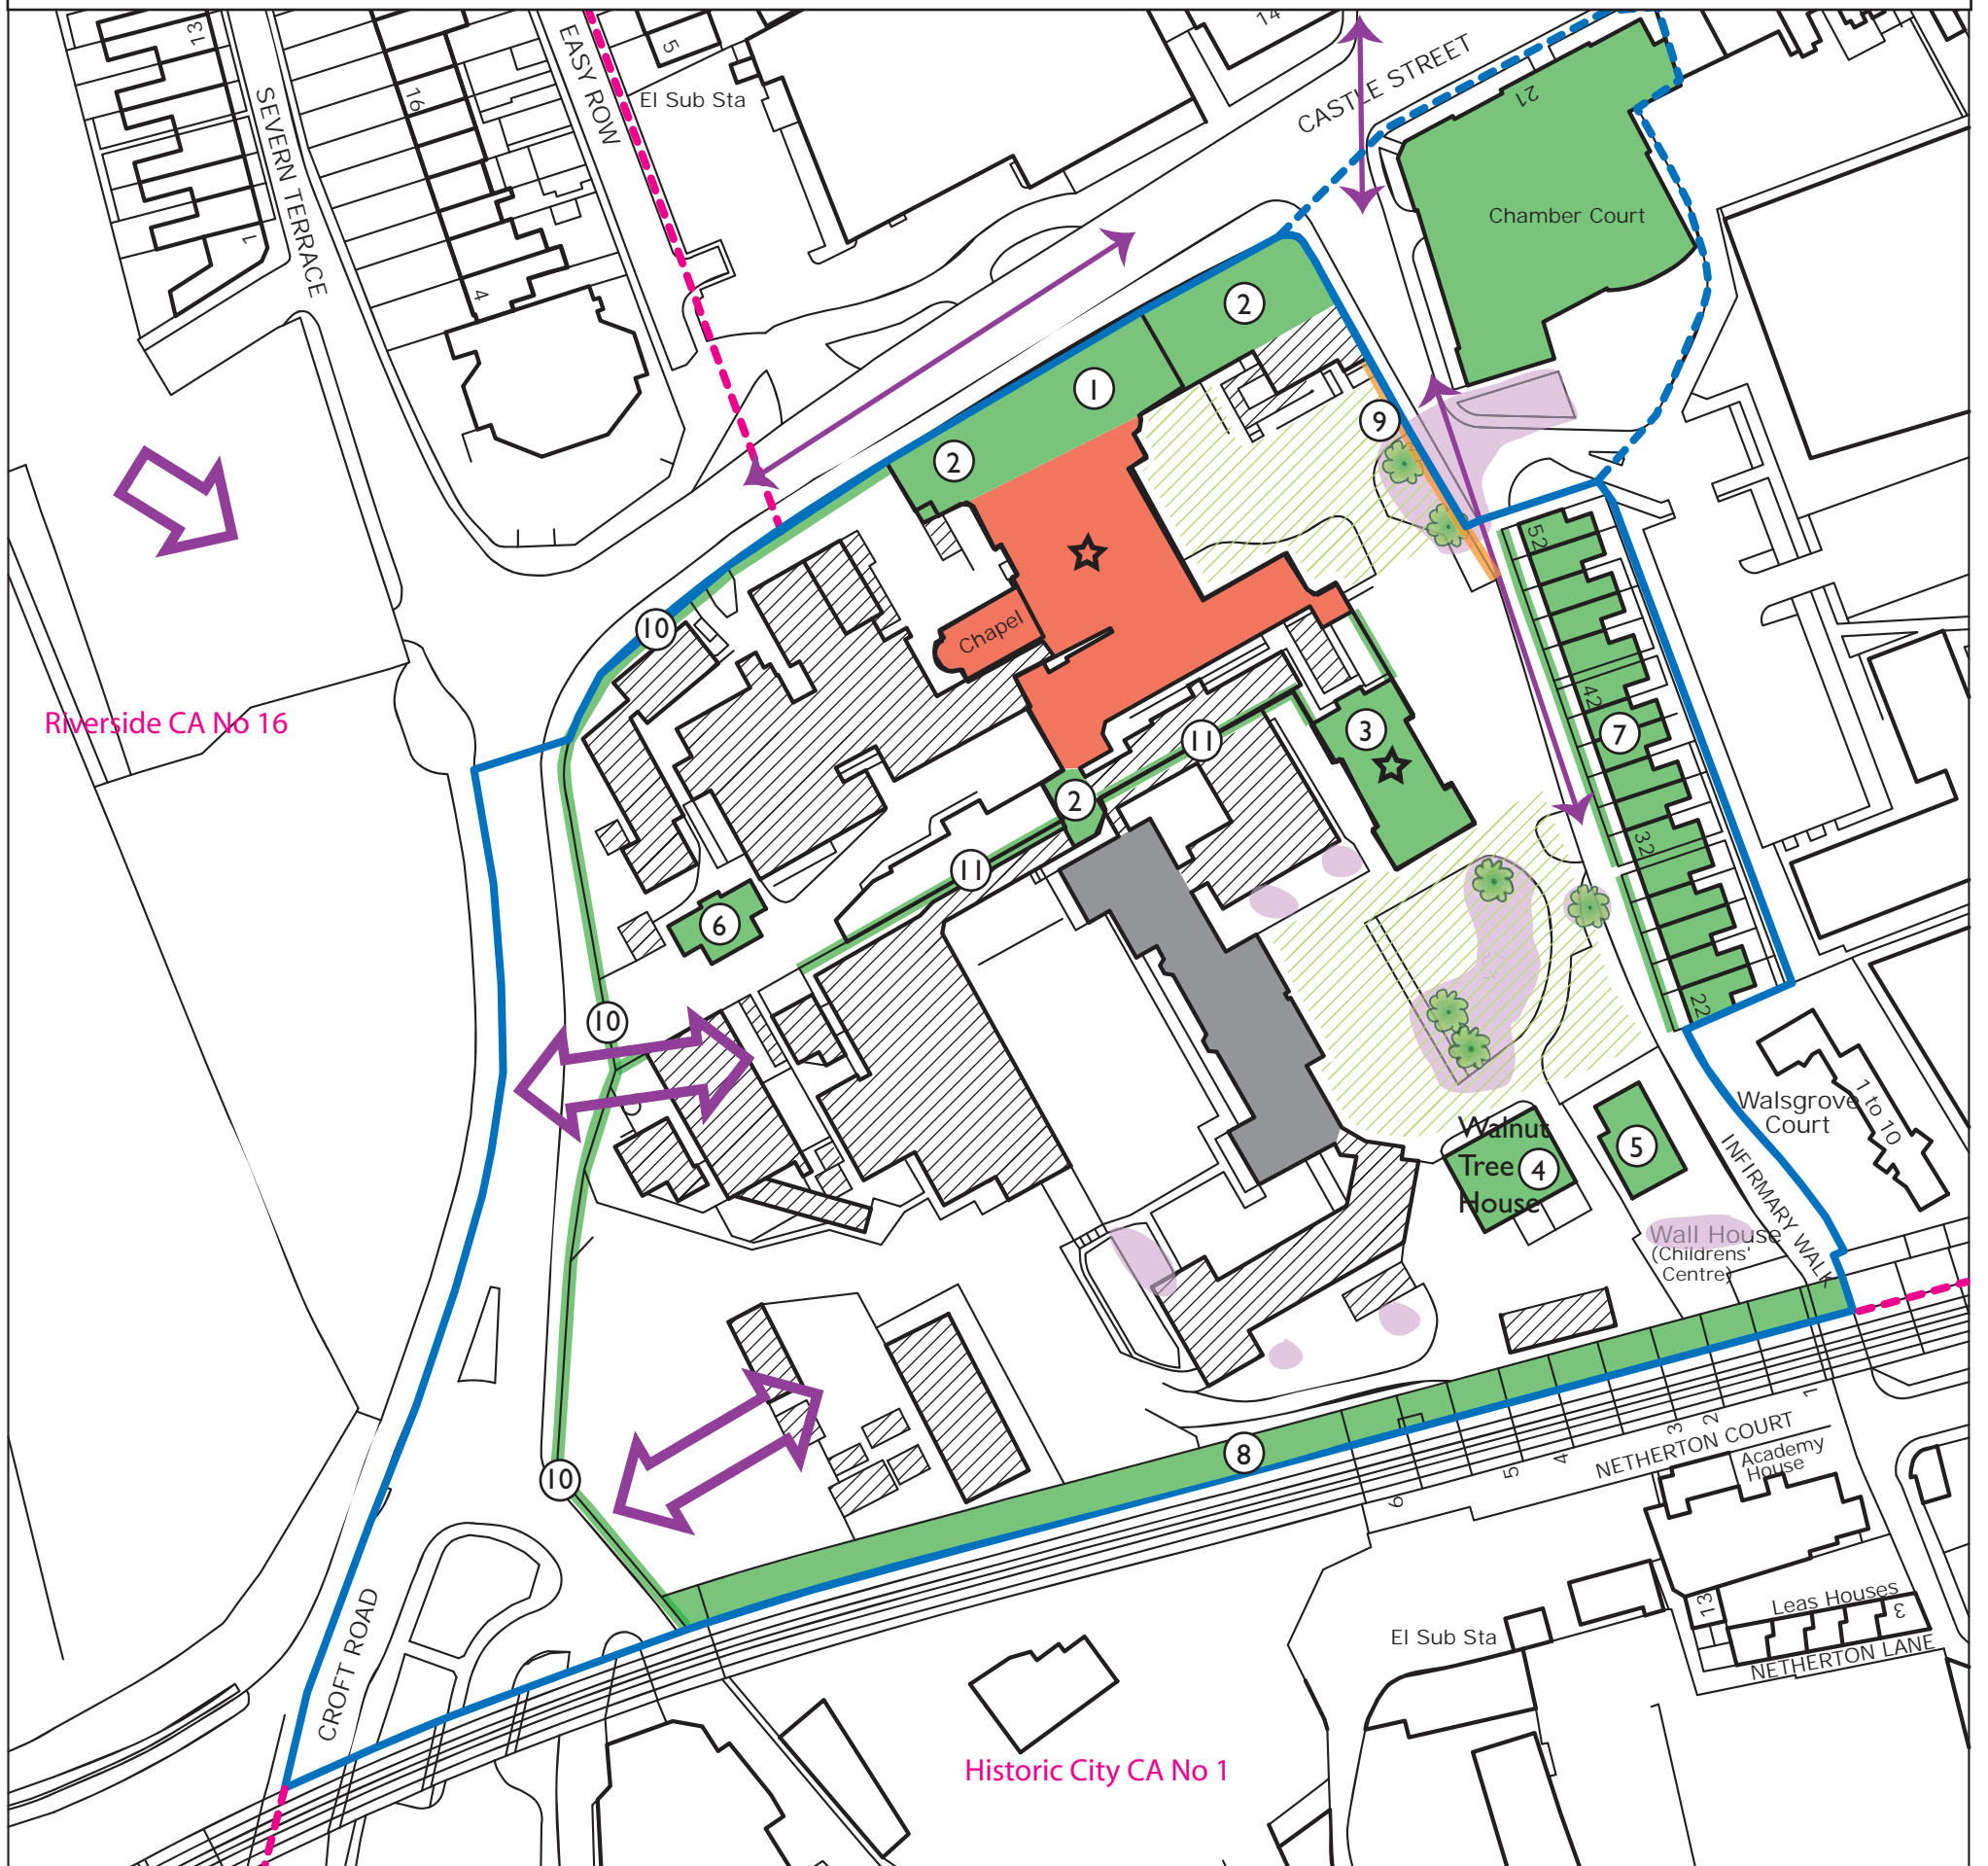 13
SEVERN TERRACE
1
16
4
EASY ROW
5
El Sub Sta
14
CASTLE STREET
21
Chamber Court
2
1
2
9
Chapel
10
Riverside CA No 16
52
42
7
32
22
3
11
2
11
6
10
Walnut
Tree
House
4
5
Walsgrove
Court
1 to 10
INFIRMARY WALK
Wall House
(Childrens'
Centre)
8
10
1
2
3
4
5
6
NETHERTON COURT
Academy
House
Leas Houses
13
3
NETHERTON LANE
El Sub Sta
CROFT ROAD
Historic City CA No 1